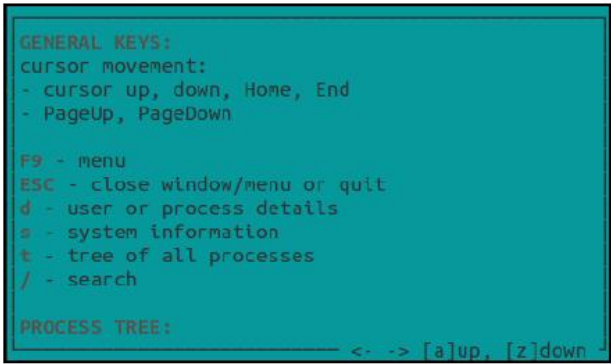 GENERAL KEYS:
cursor movement:
- cursor up, down, Home, End
- PageUp, PageDown
F9 - menu
ESC - close window/menu or quit
d - user or process details
s - system information
t - tree of all processes
/ - search
PROCESS TREE:
<- -> [a]up, [z]down